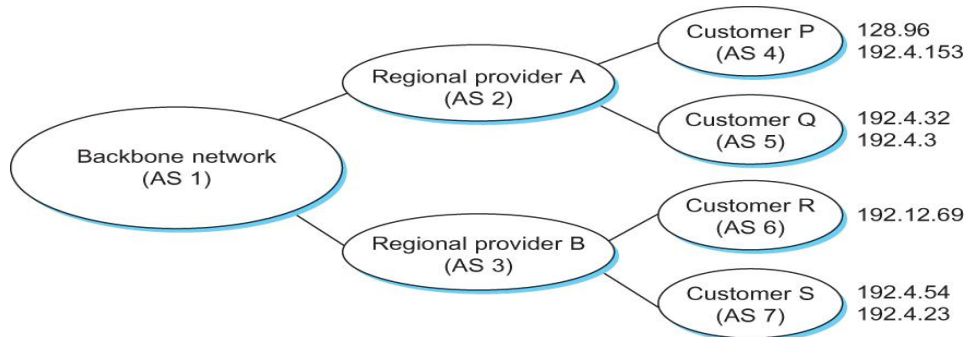 Backbone network
(AS 1)
Regional provider A
(AS 2)
Regional provider B
(AS 3)
Customer P
(AS 4)
128.96
192.4.153
Customer Q
(AS 5)
192.4.32
192.4.3
Customer R
(AS 6)
192.12.69
Customer S
(AS 7)
192.4.54
192.4.23